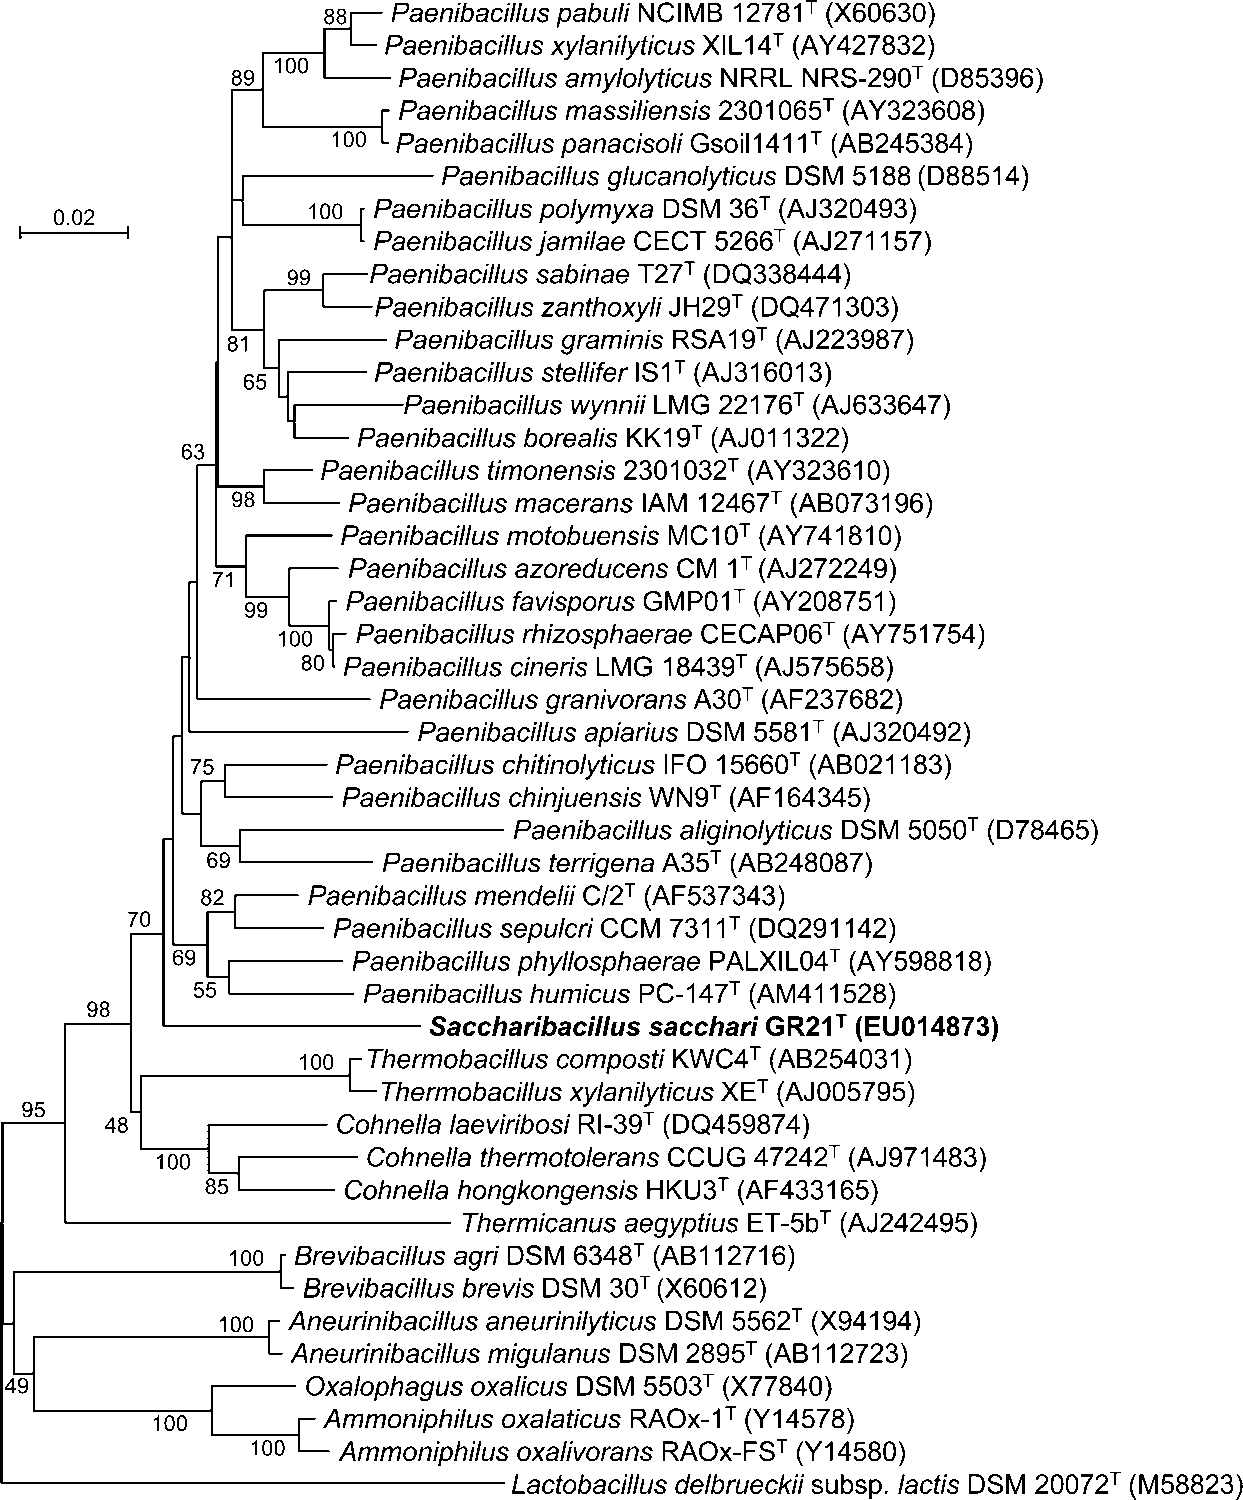 88 Paenibacillus pabuli NCIMB 12781ᵀ (X60630)
Paenibacillus xylanilyticus XIL14ᵀ (AY427832)
100
89 Paenibacillus amylolyticus NRRL NRS-290ᵀ (D85396)
Paenibacillus massiliensis 2301065ᵀ (AY323608)
100 Paenibacillus panacisoli Gsoil1411ᵀ (AB245384)
Paenibacillus glucanolyticus DSM 5188 (D88514)
0.02
100 Paenibacillus polymyxa DSM 36ᵀ (AJ320493)
Paenibacillus jamilae CECT 5266ᵀ (AJ271157)
99 Paenibacillus sabinae T27ᵀ (DQ338444)
Paenibacillus zanthoxyli JH29ᵀ (DQ471303)
81 Paenibacillus graminis RSA19ᵀ (AJ223987)
65 Paenibacillus stellifer IS1ᵀ (AJ316013)
Paenibacillus wynnii LMG 22176ᵀ (AJ633647)
Paenibacillus borealis KK19ᵀ (AJ011322)
63
Paenibacillus timonensis 2301032ᵀ (AY323610)
98 Paenibacillus macerans IAM 12467ᵀ (AB073196)
Paenibacillus motobuensis MC10ᵀ (AY741810)
71 Paenibacillus azoreducens CM 1ᵀ (AJ272249)
99 Paenibacillus favisporus GMP01ᵀ (AY208751)
100 Paenibacillus rhizosphaerae CECAP06ᵀ (AY751754)
80 Paenibacillus cineris LMG 18439ᵀ (AJ575658)
Paenibacillus granivorans A30ᵀ (AF237682)
Paenibacillus apiarius DSM 5581ᵀ (AJ320492)
75 Paenibacillus chitinolyticus IFO 15660ᵀ (AB021183)
Paenibacillus chinjuensis WN9ᵀ (AF164345)
Paenibacillus aliginolyticus DSM 5050ᵀ (D78465)
69 Paenibacillus terrigena A35ᵀ (AB248087)
82 Paenibacillus mendelii C/2ᵀ (AF537343)
70 Paenibacillus sepulcri CCM 7311ᵀ (DQ291142)
69 Paenibacillus phyllosphaerae PALXIL04ᵀ (AY598818)
55 Paenibacillus humicus PC-147ᵀ (AM411528)
98
Saccharibacillus sacchari GR21ᵀ (EU014873)
100 Thermobacillus composti KWC4ᵀ (AB254031)
Thermobacillus xylanilyticus XEᵀ (AJ005795)
95
48 Cohnella laeviribosi RI-39ᵀ (DQ459874)
100 Cohnella thermotolerans CCUG 47242ᵀ (AJ971483)
85 Cohnella hongkongensis HKU3ᵀ (AF433165)
Thermicanus aegyptius ET-5bᵀ (AJ242495)
100 Brevibacillus agri DSM 6348ᵀ (AB112716)
Brevibacillus brevis DSM 30ᵀ (X60612)
100 Aneurinibacillus aneurinilyticus DSM 5562ᵀ (X94194)
Aneurinibacillus migulanus DSM 2895ᵀ (AB112723)
49 Oxalophagus oxalicus DSM 5503ᵀ (X77840)
100 Ammoniphilus oxalaticus RAOx-1ᵀ (Y14578)
100 Ammoniphilus oxalivorans RAOx-FSᵀ (Y14580)
Lactobacillus delbrueckii subsp. lactis DSM 20072ᵀ (M58823)